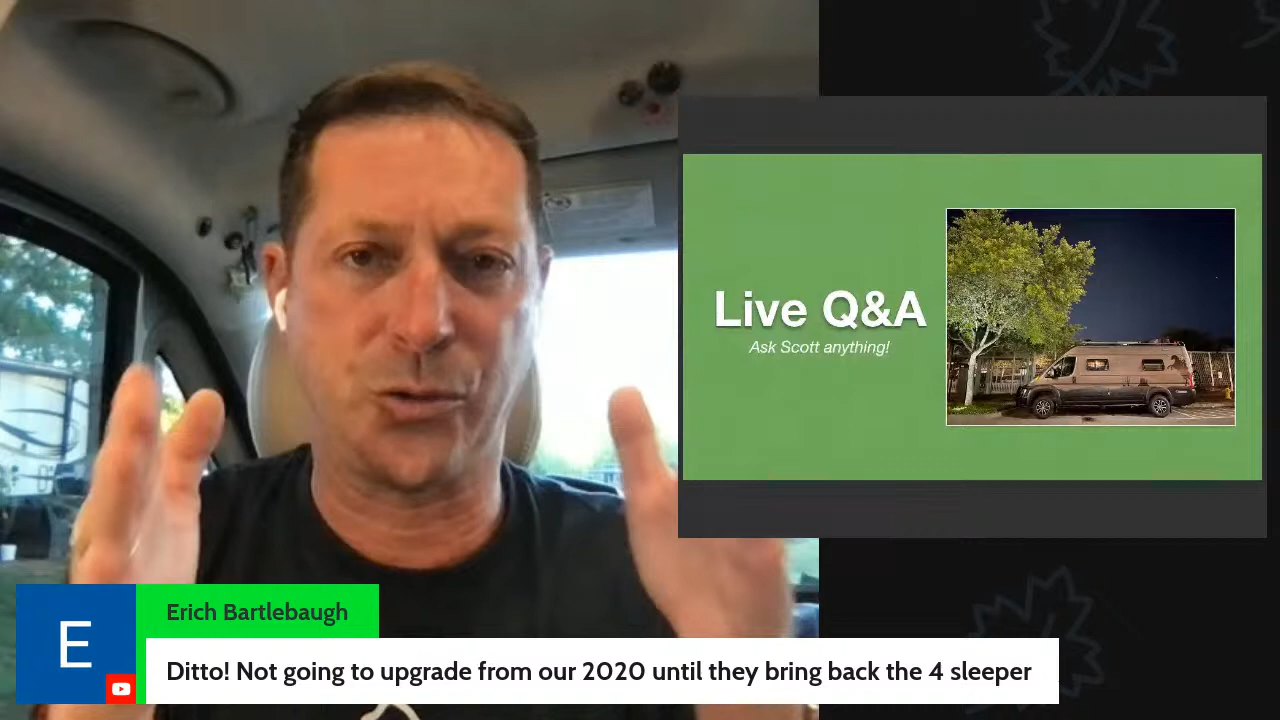 Live Q&A
Ask Scott anything!
E
Erich Bartlebaugh
Ditto! Not going to upgrade from our 2020 until they bring back the 4 sleeper